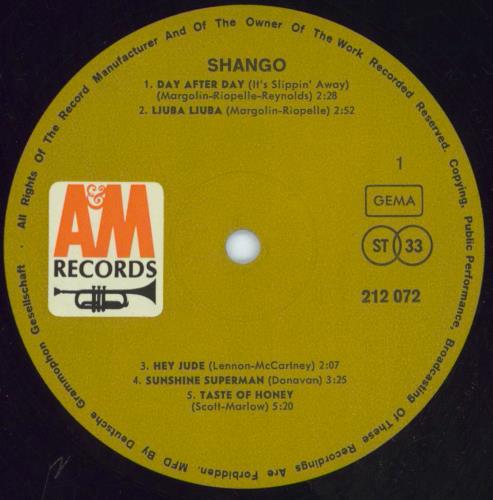 SHANGO
1. DAY AFTER DAY (It's Slippin' Away)
(Margolin-Riopelle-Reynolds) 2:28
2. LJUBA LJUBA (Margolin-Riopelle) 2:52
1
GEMA
ST 33
212 072
A&M
RECORDS
3. HEY JUDE (Lennon-McCartney) 2:07
4. SUNSHINE SUPERMAN (Donavan) 3:25
5. TASTE OF HONEY
(Scott-Marlow) 5:20
MFD By Deutsche Grammophon Gesellschaft · All Rights Of The Record Manufacturer And Of The Owner Of The Work Recorded Reserved. Copying, Public Performance, Broadcasting Of These Recordings Are Forbidden.